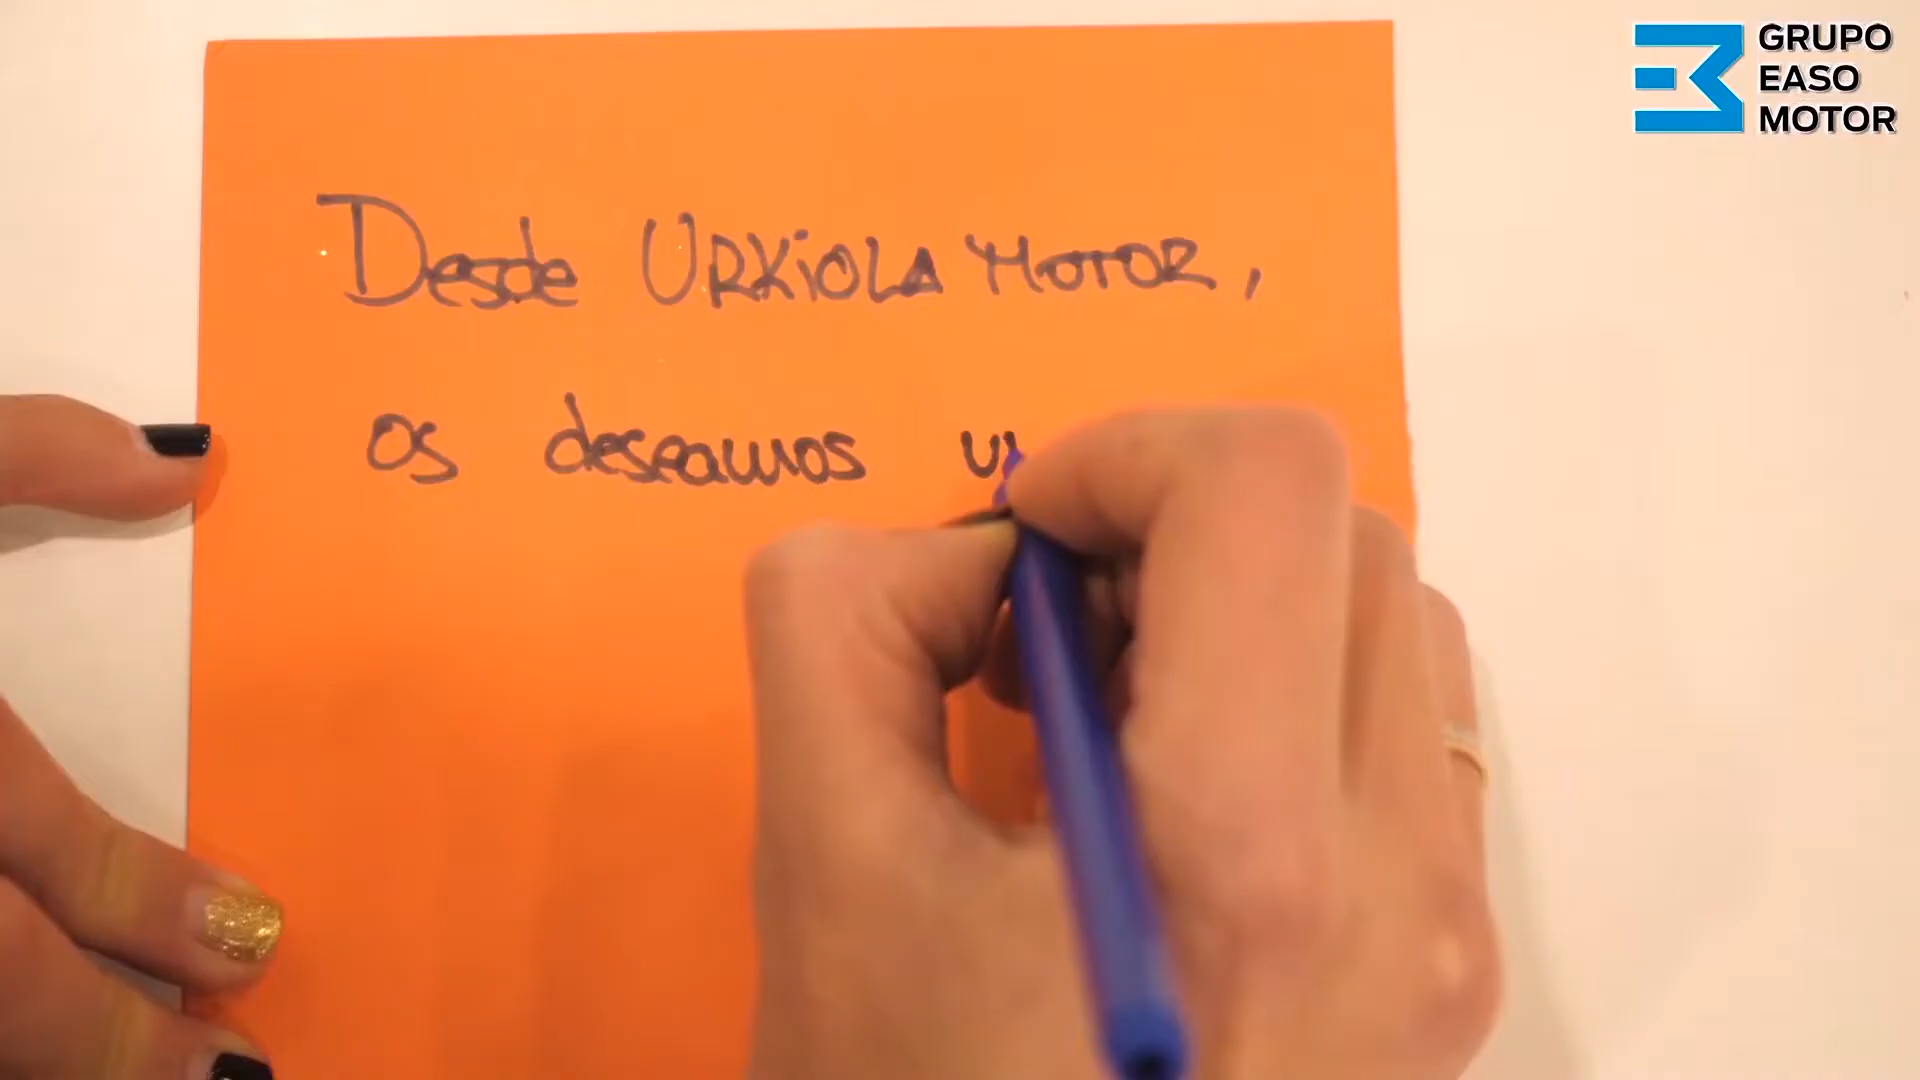 GRUPO
EASO
MOTOR
Desde URKiOLA MOTOR,
os deseamos